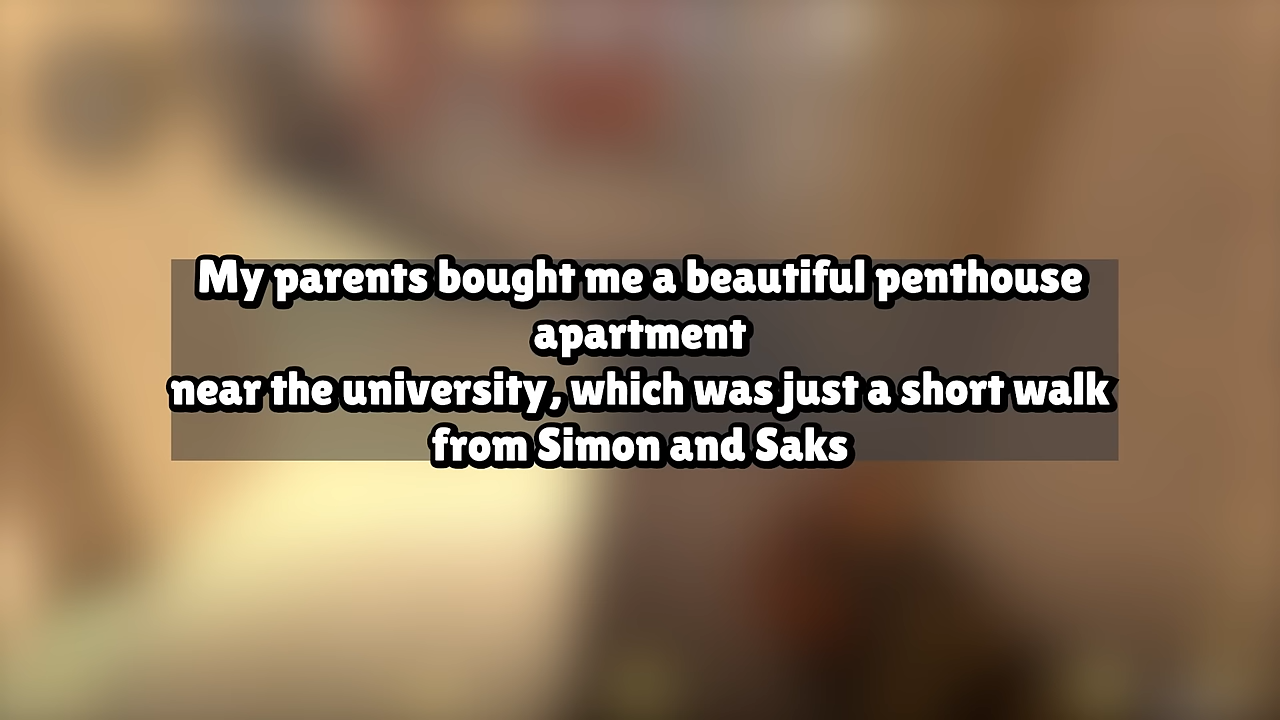 My parents bought me a beautiful penthouse
apartment
near the university, which was just a short walk
from Simon and Saks